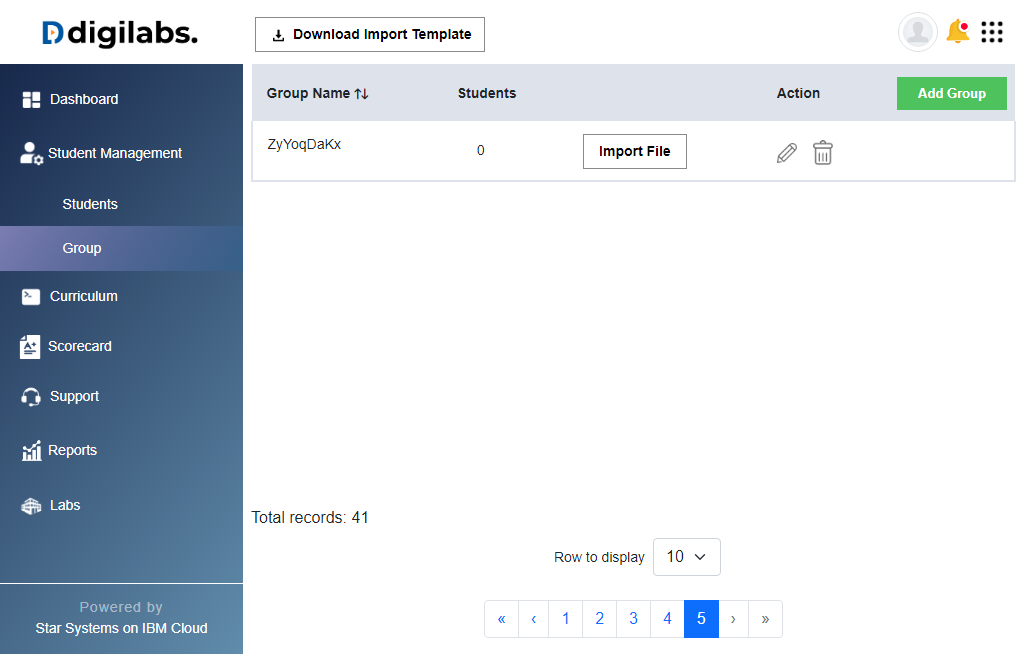 digilabs.
Download Import Template
Dashboard
Student Management
Students
Group
Curriculum
Scorecard
Support
Reports
Labs
Powered by
Star Systems on IBM Cloud
Group Name Students Action Add Group
ZyYoqDaKx 0 Import File
Total records: 41
Row to display 10
« ‹ 1 2 3 4 5 › »